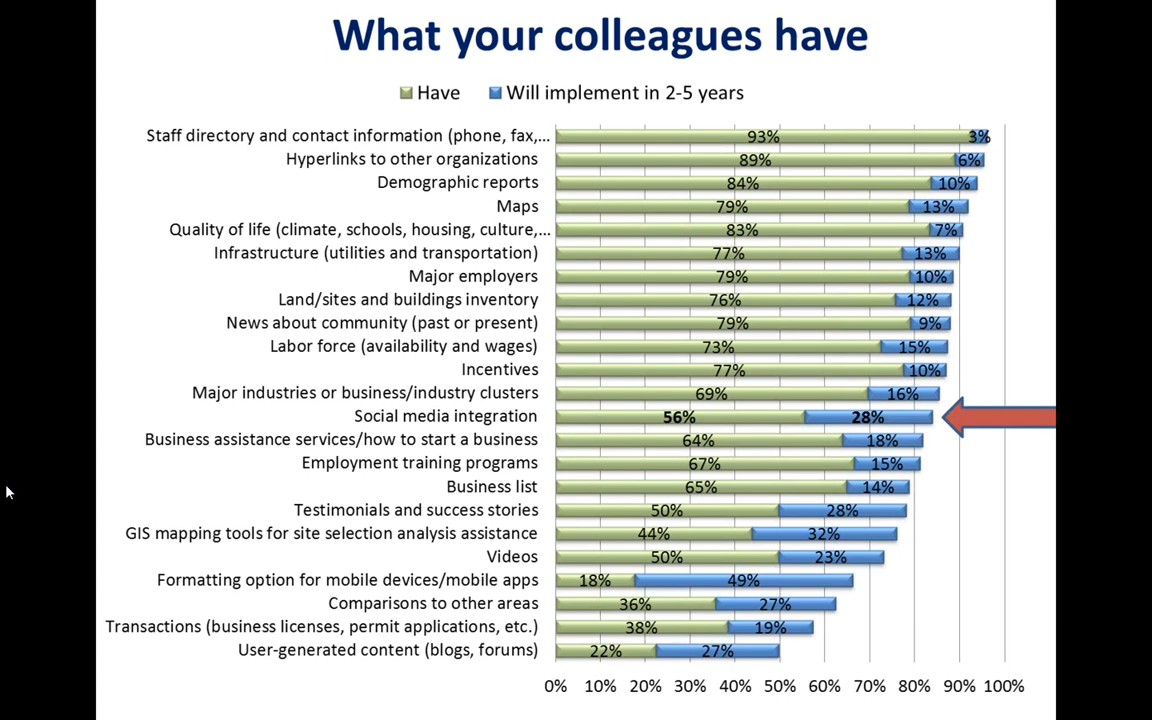 What your colleagues have
Have Will implement in 2-5 years
Staff directory and contact information (phone, fax,... 93% 3%
Hyperlinks to other organizations 89% 6%
Demographic reports 84% 10%
Maps 79% 13%
Quality of life (climate, schools, housing, culture,... 83% 7%
Infrastructure (utilities and transportation) 77% 13%
Major employers 79% 10%
Land/sites and buildings inventory 76% 12%
News about community (past or present) 79% 9%
Labor force (availability and wages) 73% 15%
Incentives 77% 10%
Major industries or business/industry clusters 69% 16%
Social media integration 56% 28%
Business assistance services/how to start a business 64% 18%
Employment training programs 67% 15%
Business list 65% 14%
Testimonials and success stories 50% 28%
GIS mapping tools for site selection analysis assistance 44% 32%
Videos 50% 23%
Formatting option for mobile devices/mobile apps 18% 49%
Comparisons to other areas 36% 27%
Transactions (business licenses, permit applications, etc.) 38% 19%
User-generated content (blogs, forums) 22% 27%
0% 10% 20% 30% 40% 50% 60% 70% 80% 90% 100%